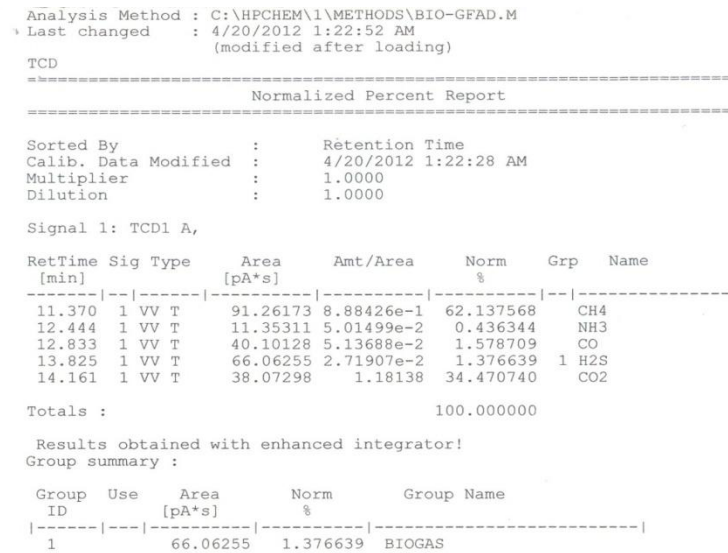 Analysis Method : C:\HPCHEM\1\METHODS\BIO-GFAD.M
Last changed : 4/20/2012 1:22:52 AM
(modified after loading)
TCD
=====================================================================
Normalized Percent Report
=====================================================================
Sorted By : Retention Time
Calib. Data Modified : 4/20/2012 1:22:28 AM
Multiplier : 1.0000
Dilution : 1.0000
Signal 1: TCD1 A,
RetTime Sig Type Area Amt/Area Norm Grp Name
[min] [pA*s] %
-------|--|------|----------|----------|----------|--|---------------
11.370 1 VV T 91.26173 8.88426e-1 62.137568 CH4
12.444 1 VV T 11.35311 5.01499e-2 0.436344 NH3
12.833 1 VV T 40.10128 5.13688e-2 1.578709 CO
13.825 1 VV T 66.06255 2.71907e-2 1.376639 1 H2S
14.161 1 VV T 38.07298 1.18138 34.470740 CO2
Totals : 100.000000
Results obtained with enhanced integrator!
Group summary :
Group Use Area Norm Group Name
ID [pA*s] %
|------|---|-----------|----------|---------------------------|
1 66.06255 1.376639 BIOGAS